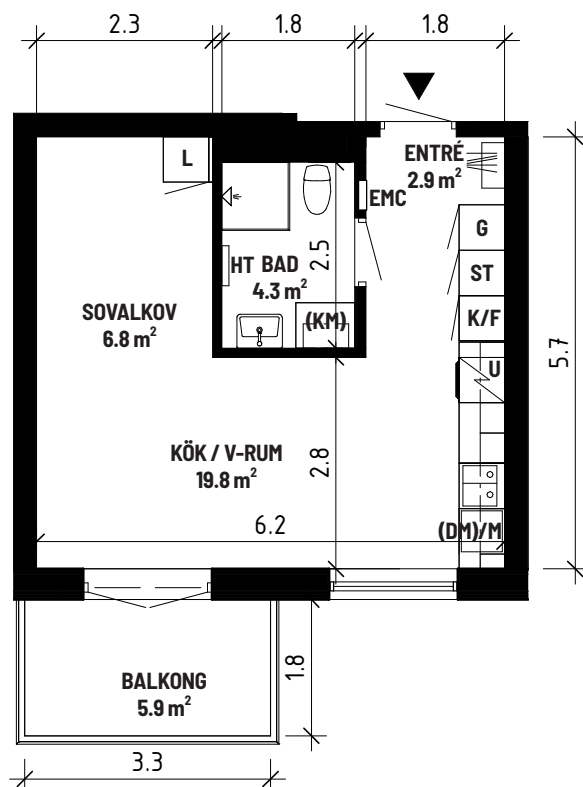 2.3
1.8
1.8
L
ENTRÉ
2.9 m²
EMC
G
ST
K/F
U
2.5
HT BAD
4.3 m²
(KM)
SOVALKOV
6.8 m²
5.7
KÖK / V-RUM
19.8 m²
2.8
6.2
(DM)/M
BALKONG
5.9 m²
1.8
3.3